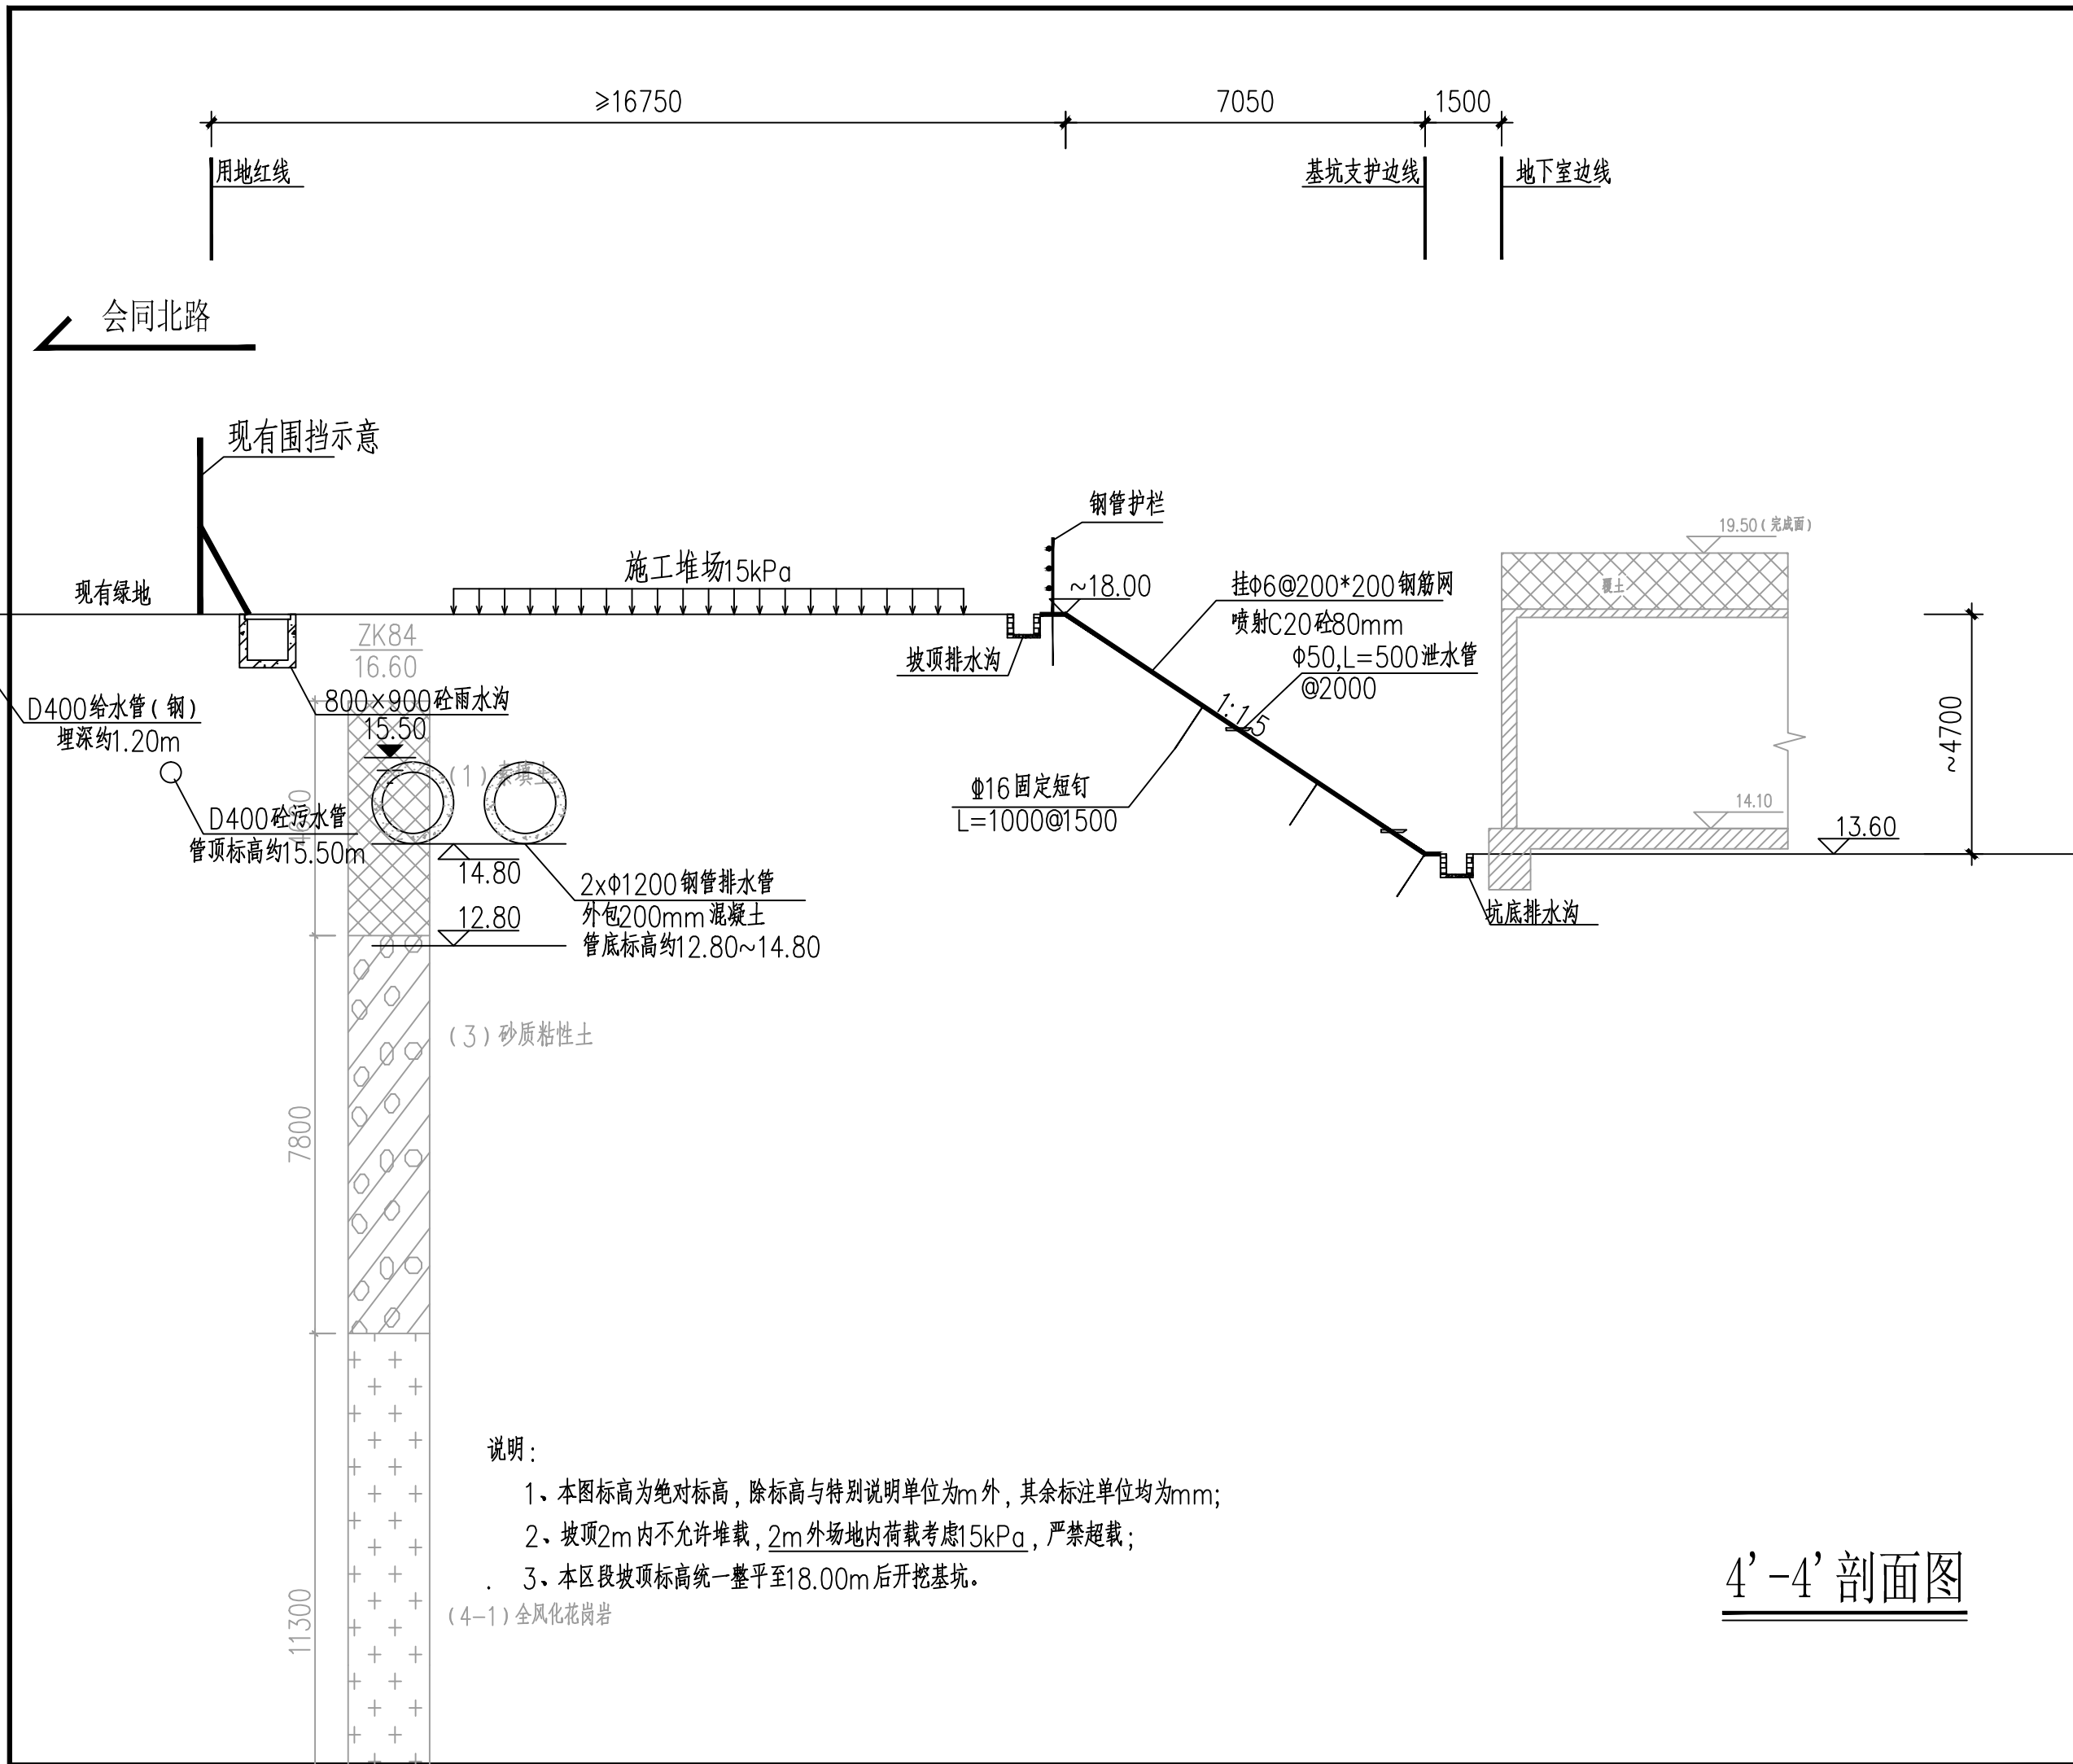 ≥16750
7050
1500
用地红线
基坑支护边线
地下室边线
会同北路
现有围挡示意
钢管护栏
19.50(完成面)
施工堆场15kPa
~18.00
现有绿地
覆土
挂Φ6@200*200钢筋网
喷射C20砼80mm
ZK84
16.60
坡顶排水沟
Φ50,L=500泄水管
@2000
D400给水管(钢)
埋深约1.20m
800×900砼雨水沟
15.50
1:1.5
~4700
(1)素填土
Φ16固定短钉
L=1000@1500
14.10
13.60
D400砼污水管
管顶标高约15.50m
14.80
2xΦ1200钢管排水管
外包200mm混凝土
管底标高约12.80~14.80
12.80
坑底排水沟
(3)砂质粘性土
7800
说明:
1、本图标高为绝对标高,除标高与特别说明单位为m外,其余标注单位均为mm;
2、坡顶2m内不允许堆载,2m外场地内荷载考虑15kPa,严禁超载;
3、本区段坡顶标高统一整平至18.00m后开挖基坑。
(4-1)全风化花岗岩
11300
4'-4'剖面图